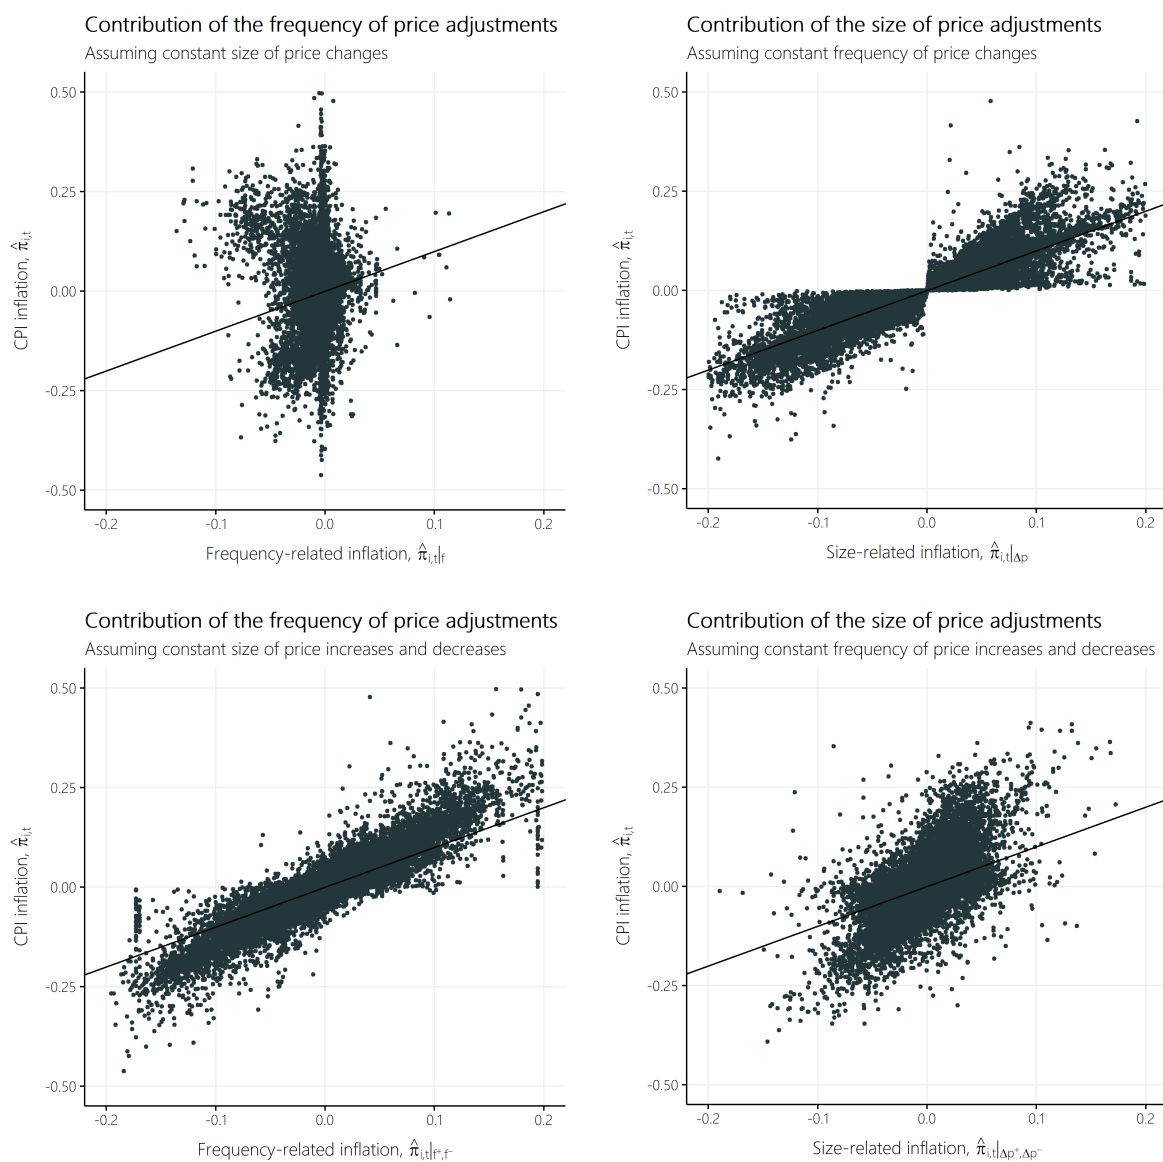 Contribution of the frequency of price adjustments
Assuming constant size of price changes
0.50
0.25
0.00
-0.25
-0.50
CPI inflation, π̂i,t
-0.2 -0.1 0.0 0.1 0.2
Frequency-related inflation, π̂i,t|f
Contribution of the size of price adjustments
Assuming constant frequency of price changes
0.50
0.25
0.00
-0.25
-0.50
CPI inflation, π̂i,t
-0.2 -0.1 0.0 0.1 0.2
Size-related inflation, π̂i,t|Δp
Contribution of the frequency of price adjustments
Assuming constant size of price increases and decreases
0.50
0.25
0.00
-0.25
-0.50
CPI inflation, π̂i,t
-0.2 -0.1 0.0 0.1 0.2
Frequency-related inflation, π̂i,t|f⁺,f⁻
Contribution of the size of price adjustments
Assuming constant frequency of price increases and decreases
0.50
0.25
0.00
-0.25
-0.50
CPI inflation, π̂i,t
-0.2 -0.1 0.0 0.1 0.2
Size-related inflation, π̂i,t|Δp⁺,Δp⁻